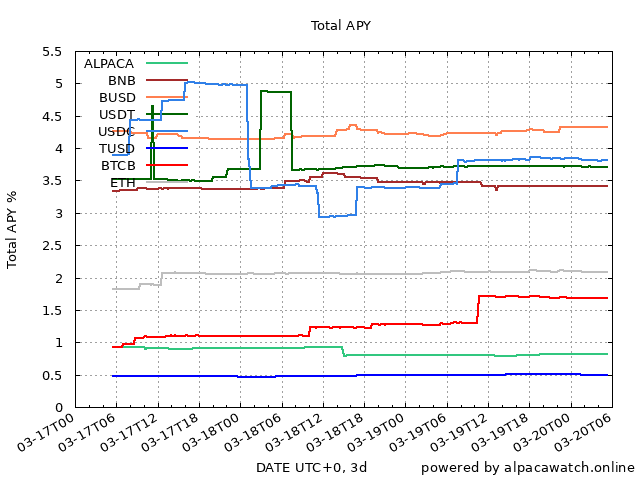 Total APY
Total APY %
5.5
5
4.5
4
3.5
3
2.5
2
1.5
1
0.5
0
ALPACA
BNB
BUSD
USDT
USDC
TUSD
BTCB
ETH
03-17T00
03-17T06
03-17T12
03-17T18
03-18T00
03-18T06
03-18T12
03-18T18
03-19T00
03-19T06
03-19T12
03-19T18
03-20T00
03-20T06
DATE UTC+0, 3d
powered by alpacawatch.online